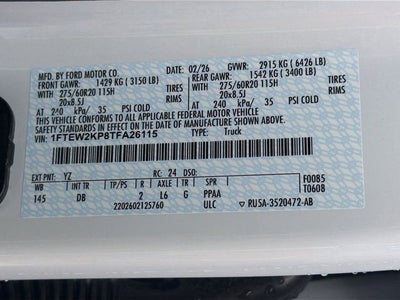 MFD. BY FORD MOTOR CO.
02/26
GVWR: 2915 KG ( 6426 LB)
FRONT GAWR: 1429 KG ( 3150 LB)
REAR GAWR: 1542 KG ( 3400 LB)
WITH
275/60R20 115H TIRES
WITH
275/60R20 115H TIRES
20x8.5J RIMS
20x8.5J RIMS
AT 240 kPa/ 35 PSI COLD
AT 240 kPa/ 35 PSI COLD
THIS VEHICLE CONFORMS TO ALL APPLICABLE FEDERAL MOTOR VEHICLE
SAFETY STANDARDS IN EFFECT ON THE DATE OF MANUFACTURE SHOWN ABOVE.
VIN: 1FTEW2KP8TFA26115
TYPE: Truck
EXT PNT: YZ RC: 24 DSO: F0085
WB INT TR TP/PS R AXLE TR SPR T0608
145 DB 2 L6 G PPAA
2202602125760 ULC RUSA-3520472-AB